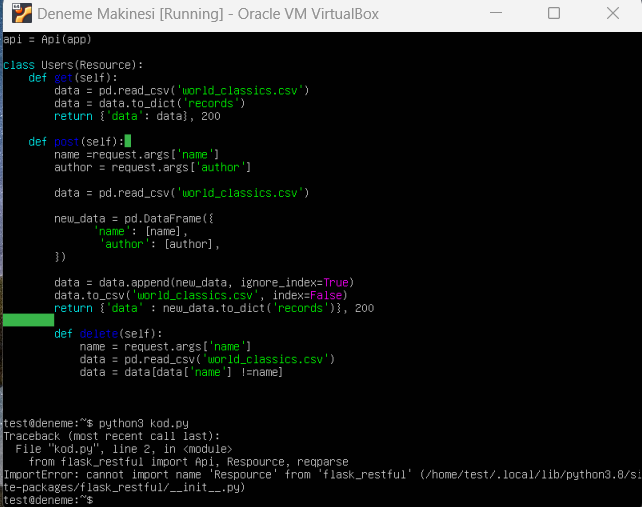 Deneme Makinesi [Running] - Oracle VM VirtualBox
api = Api(app)
class Users(Resource):
def get(self):
data = pd.read_csv('world_classics.csv')
data = data.to_dict('records')
return {'data': data}, 200
def post(self):
name =request.args['name']
author = request.args['author']
data = pd.read_csv('world_classics.csv')
new_data = pd.DataFrame({
'name': [name],
'author': [author],
})
data = data.append(new_data, ignore_index=True)
data.to_csv('world_classics.csv', index=False)
return {'data' : new_data.to_dict('records')}, 200
def delete(self):
name = request.args['name']
data = pd.read_csv('world_classics.csv')
data = data[data['name'] !=name]
test@deneme:~$ python3 kod.py
Traceback (most recent call last):
File "kod.py", line 2, in <module>
from flask_restful import Api, Respource, reqparse
ImportError: cannot import name 'Respource' from 'flask_restful' (/home/test/.local/lib/python3.8/si
te-packages/flask_restful/__init__.py)
test@deneme:~$